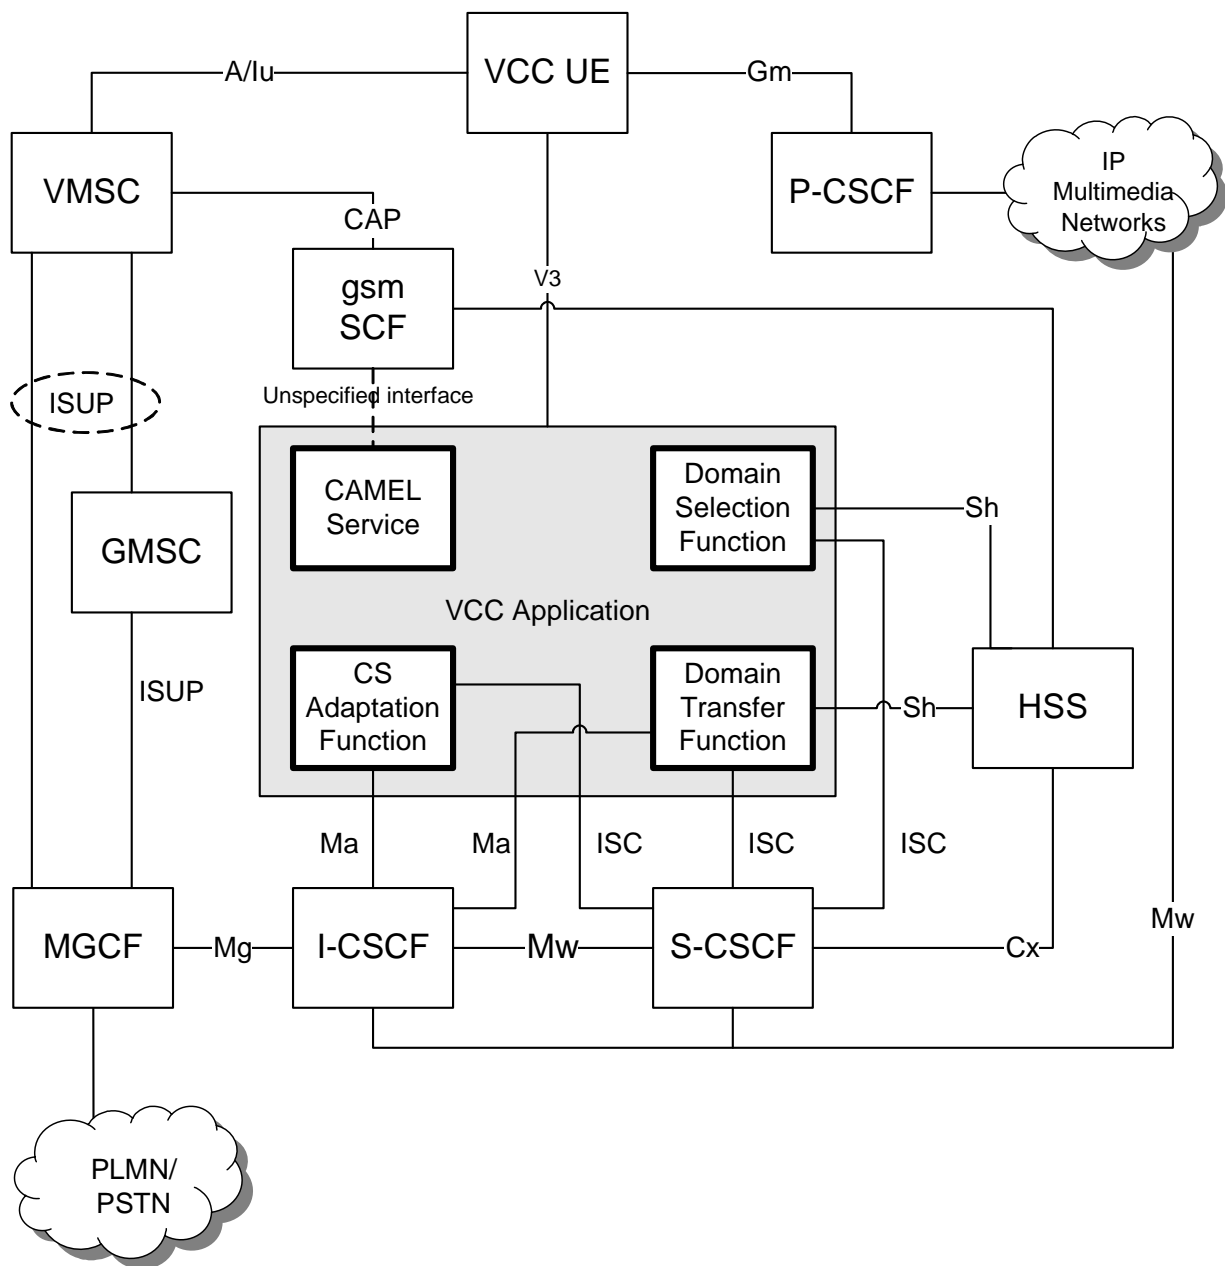 VCC UE
A/Iu
Gm
VMSC
P-CSCF
IP
Multimedia
Networks
CAP
gsm
SCF
V3
Unspecified interface
ISUP
CAMEL
Service
Domain
Selection
Function
Sh
GMSC
VCC Application
ISUP
CS
Adaptation
Function
Domain
Transfer
Function
Sh
HSS
Ma
Ma
ISC
ISC
ISC
MGCF
Mg
I-CSCF
Mw
S-CSCF
Cx
Mw
PLMN/
PSTN